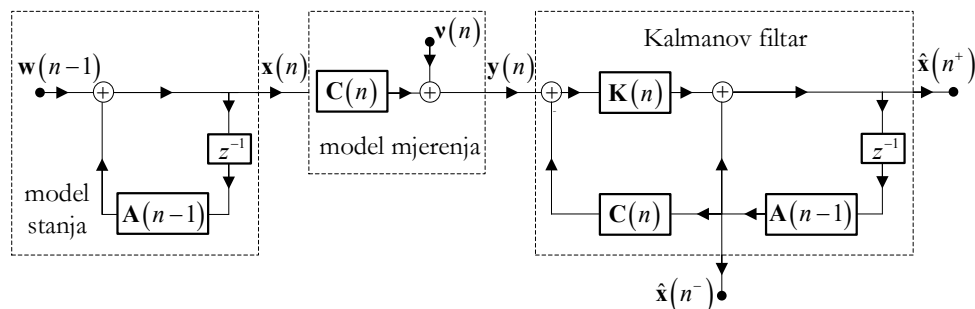 w(n−1)
x(n)
ν(n)
y(n)
Kalmanov filtar
x̂(n⁺)
C(n)
K(n)
z⁻¹
z⁻¹
model mjerenja
model
stanja
A(n−1)
C(n)
A(n−1)
x̂(n⁻)